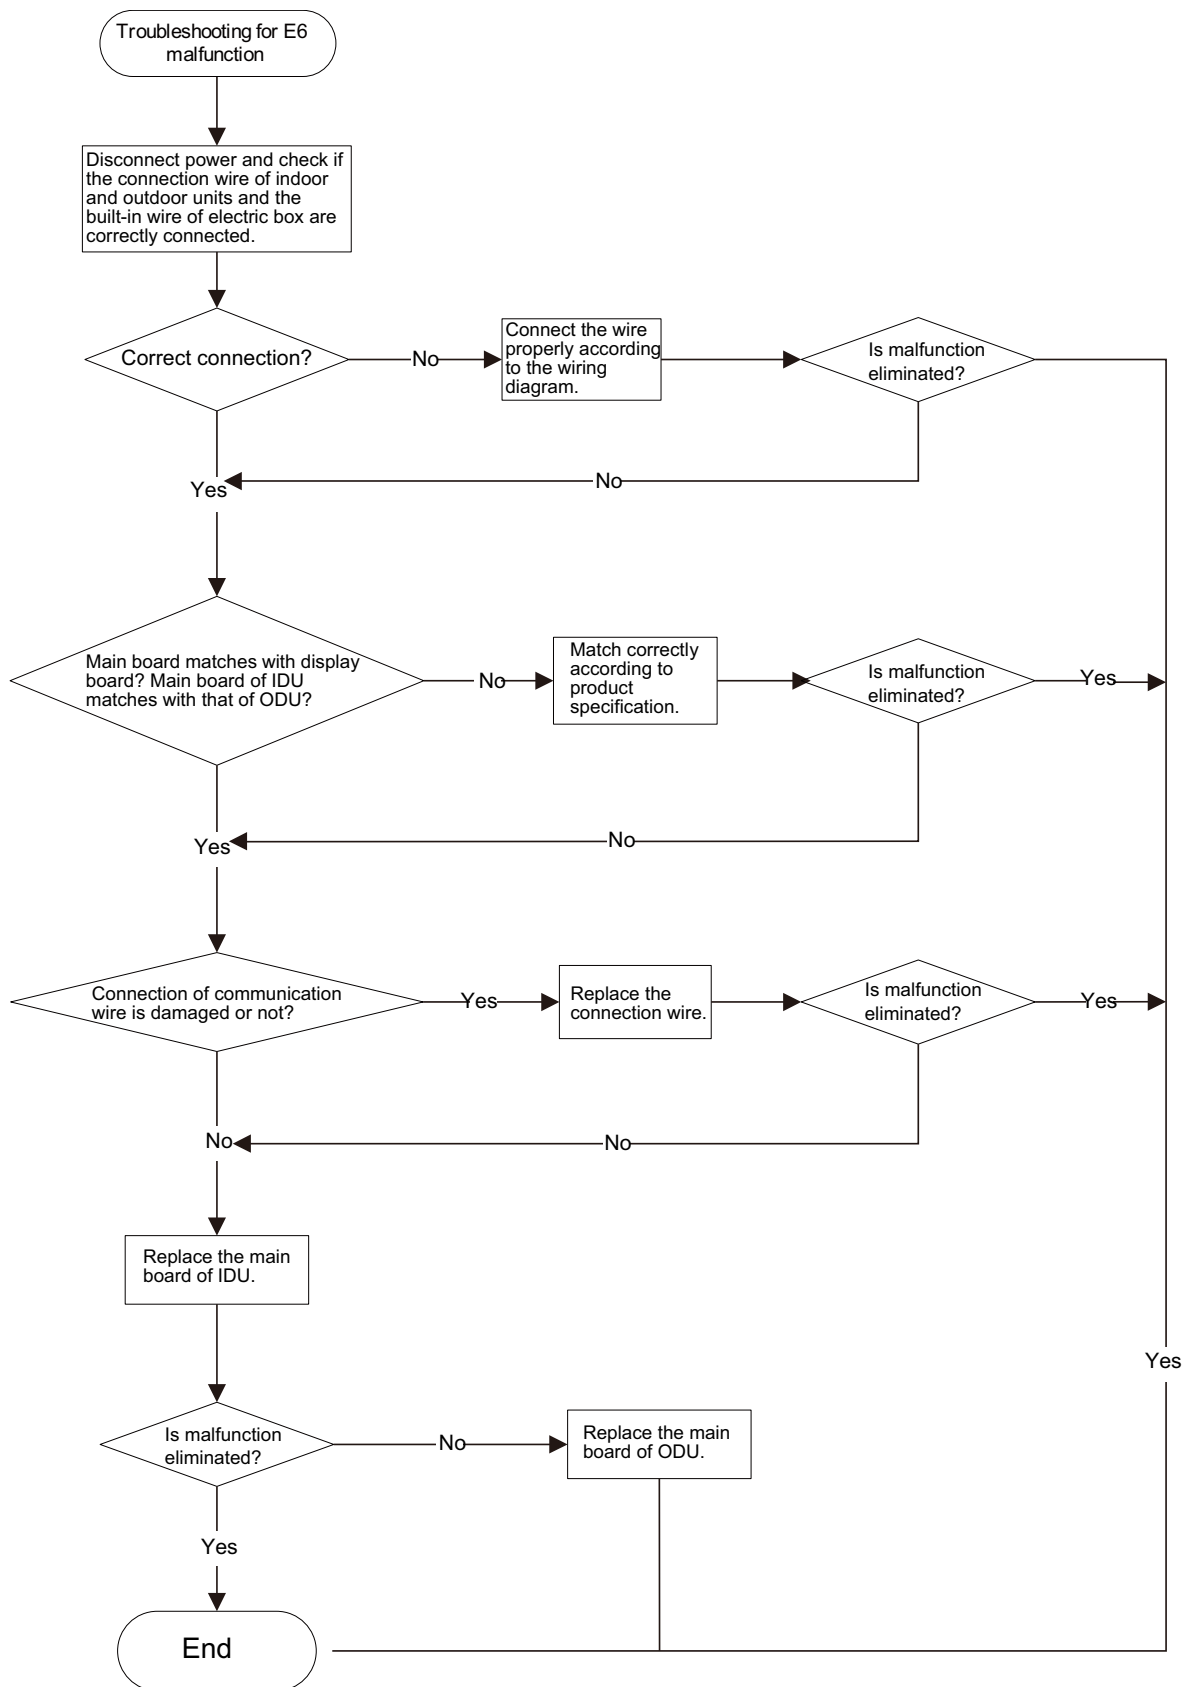 Troubleshooting for E6
malfunction
Disconnect power and check if
the connection wire of indoor
and outdoor units and the
built-in wire of electric box are
correctly connected.
Correct connection?
No
Connect the wire
properly according
to the wiring
diagram.
Is malfunction
eliminated?
No
Yes
Main board matches with display
board? Main board of IDU
matches with that of ODU?
No
Match correctly
according to
product
specification.
Is malfunction
eliminated?
Yes
No
Yes
Connection of communication
wire is damaged or not?
Yes
Replace the
connection wire.
Is malfunction
eliminated?
Yes
No
No
Replace the main
board of IDU.
Yes
Is malfunction
eliminated?
No
Replace the main
board of ODU.
Yes
End